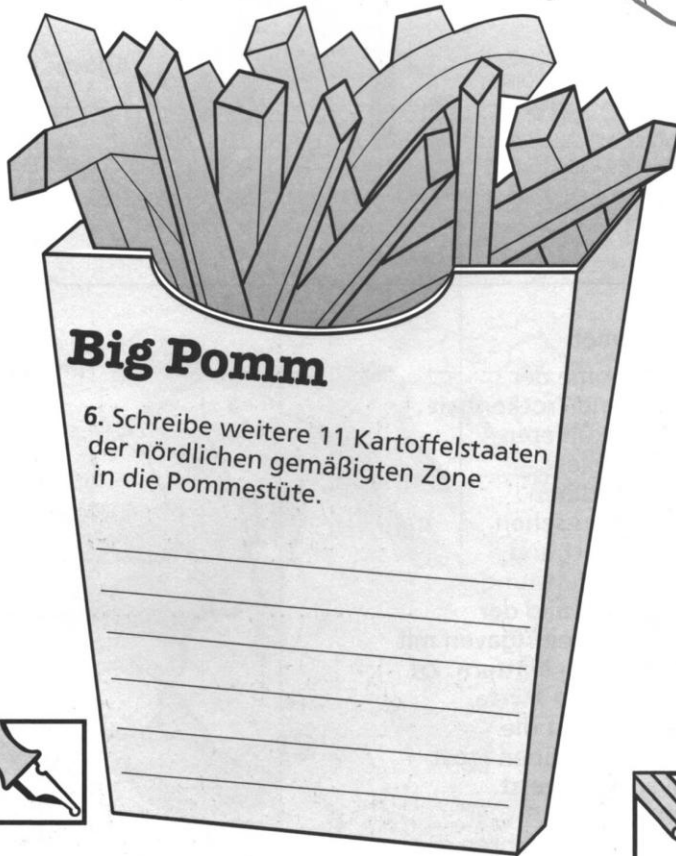 Big Pomm
6. Schreibe weitere 11 Kartoffelstaaten
der nördlichen gemäßigten Zone
in die Pommestüte.